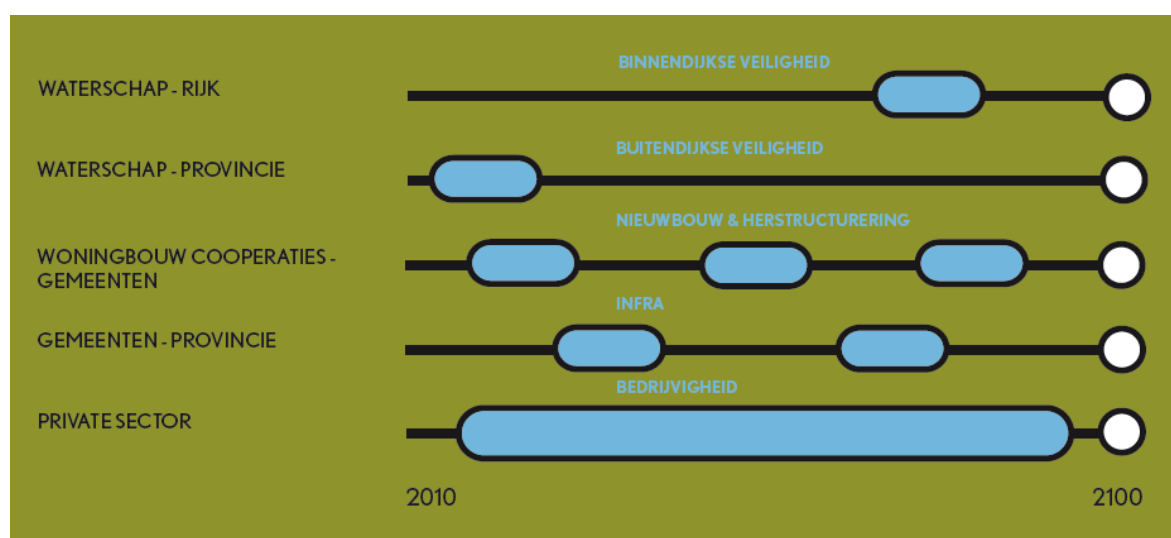 BINNENDIJKSE VEILIGHEID
WATERSCHAP - RIJK
BUITENDIJKSE VEILIGHEID
WATERSCHAP - PROVINCIE
NIEUWBOUW & HERSTRUCTURERING
WONINGBOUW COOPERATIES -
GEMEENTEN
INFRA
GEMEENTEN - PROVINCIE
BEDRIJVIGHEID
PRIVATE SECTOR
2010
2100